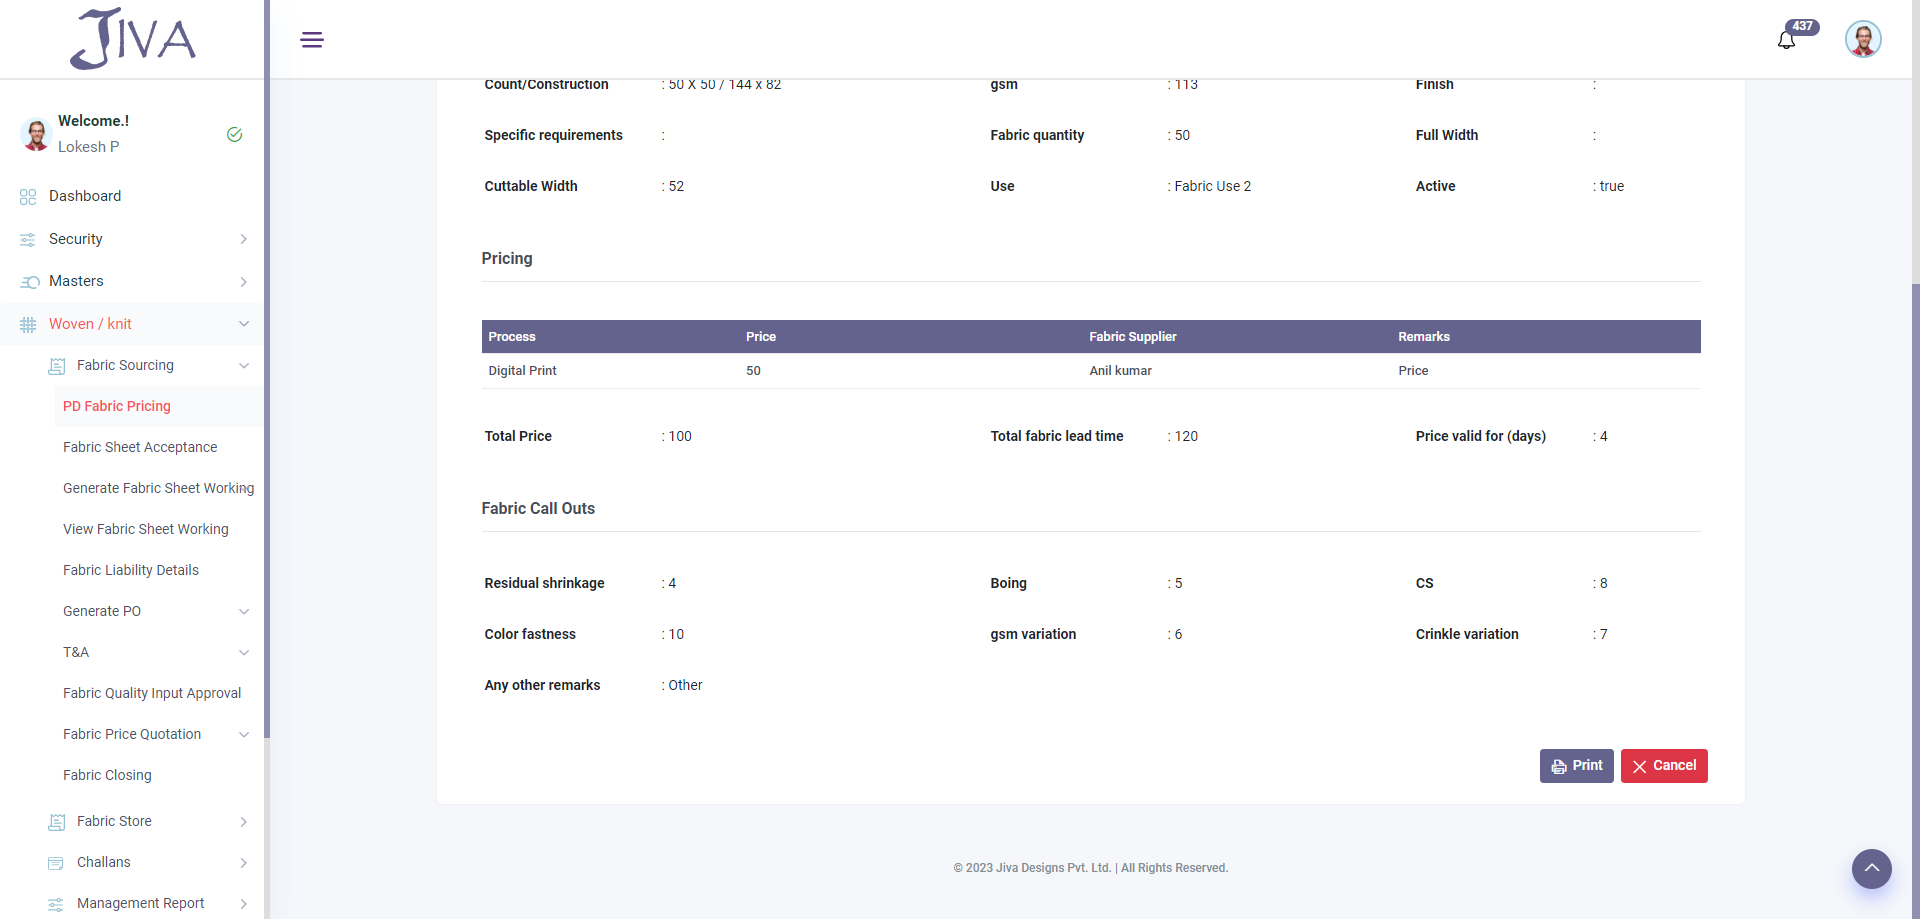 JIVA
437
Welcome.!
Lokesh P
Dashboard
Security
Masters
Woven / knit
Fabric Sourcing
PD Fabric Pricing
Fabric Sheet Acceptance
Generate Fabric Sheet Working
View Fabric Sheet Working
Fabric Liability Details
Generate PO
T&A
Fabric Quality Input Approval
Fabric Price Quotation
Fabric Closing
Fabric Store
Challans
Management Report
Count/Construction : 50 X 50 / 144 x 82 gsm : 113 Finish :
Specific requirements : Fabric quantity : 50 Full Width :
Cuttable Width : 52 Use : Fabric Use 2 Active : true
Pricing
Process Price Fabric Supplier Remarks
Digital Print 50 Anil kumar Price
Total Price : 100 Total fabric lead time : 120 Price valid for (days) : 4
Fabric Call Outs
Residual shrinkage : 4 Boing : 5 CS : 8
Color fastness : 10 gsm variation : 6 Crinkle variation : 7
Any other remarks : Other
Print Cancel
© 2023 Jiva Designs Pvt. Ltd. | All Rights Reserved.